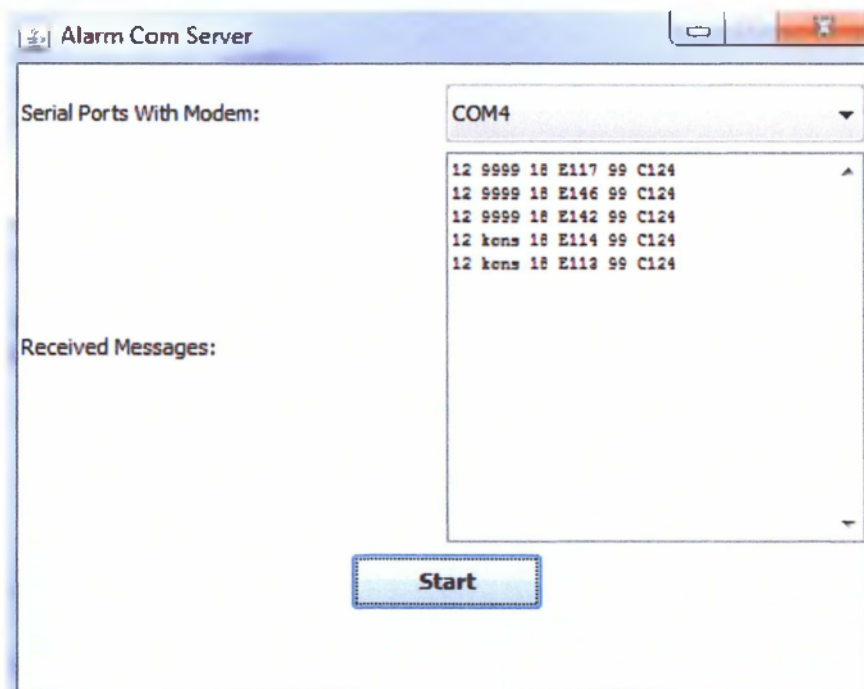 Alarm Com Server
Serial Ports With Modem:
COM4
12 9999 18 E117 99 C124
12 9999 18 E146 99 C124
12 9999 18 E142 99 C124
12 kons 18 E114 99 C124
12 kons 18 E113 99 C124
Received Messages:
Start